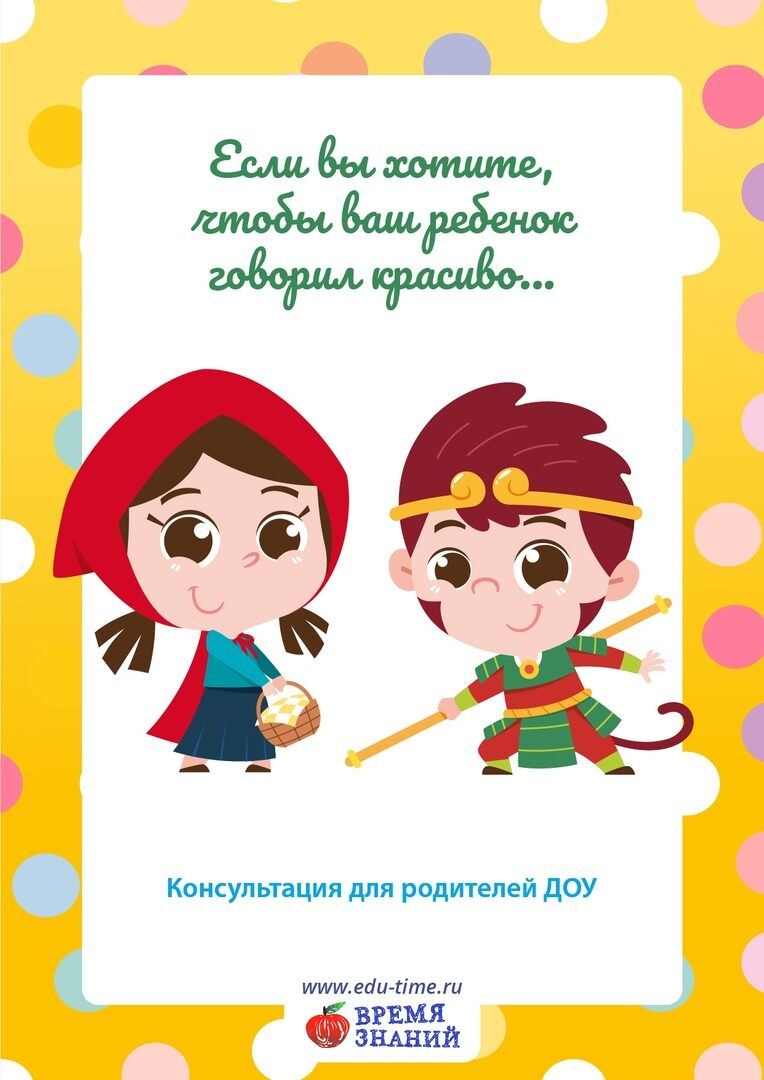 Если вы хотите,
чтобы ваш ребенок
говорил красиво...
Консультация для родителей ДОУ
www.edu-time.ru
ВРЕМЯ
ЗНАНИЙ